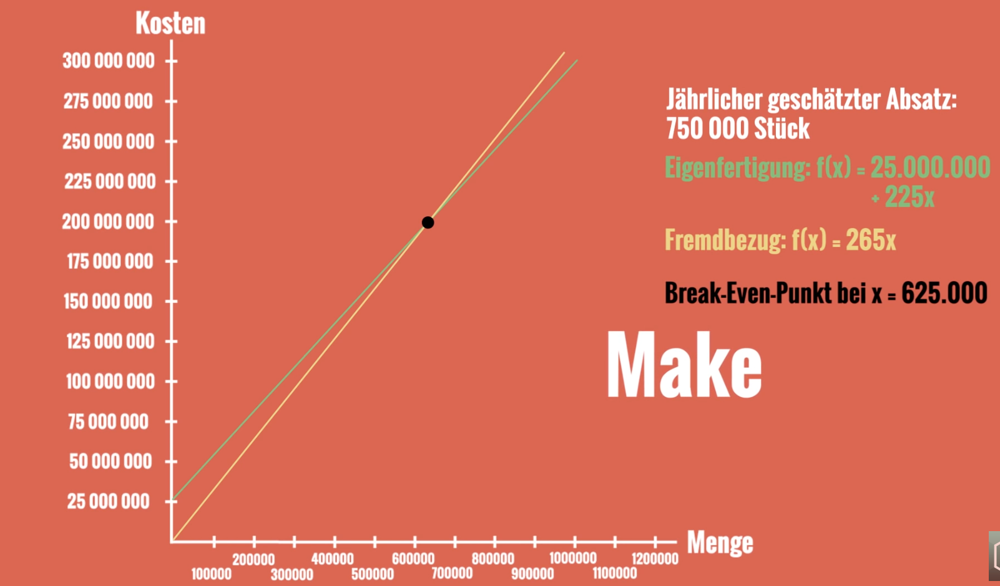 Kosten
300 000 000
275 000 000
250 000 000
225 000 000
200 000 000
175 000 000
150 000 000
125 000 000
100 000 000
75 000 000
50 000 000
25 000 000
200000 400000 600000 800000 1000000 1200000
100000 300000 500000 700000 900000 1100000
Menge
Jährlicher geschätzter Absatz:
750 000 Stück
Eigenfertigung: f(x) = 25.000.000
+ 225x
Fremdbezug: f(x) = 265x
Break-Even-Punkt bei x = 625.000
Make